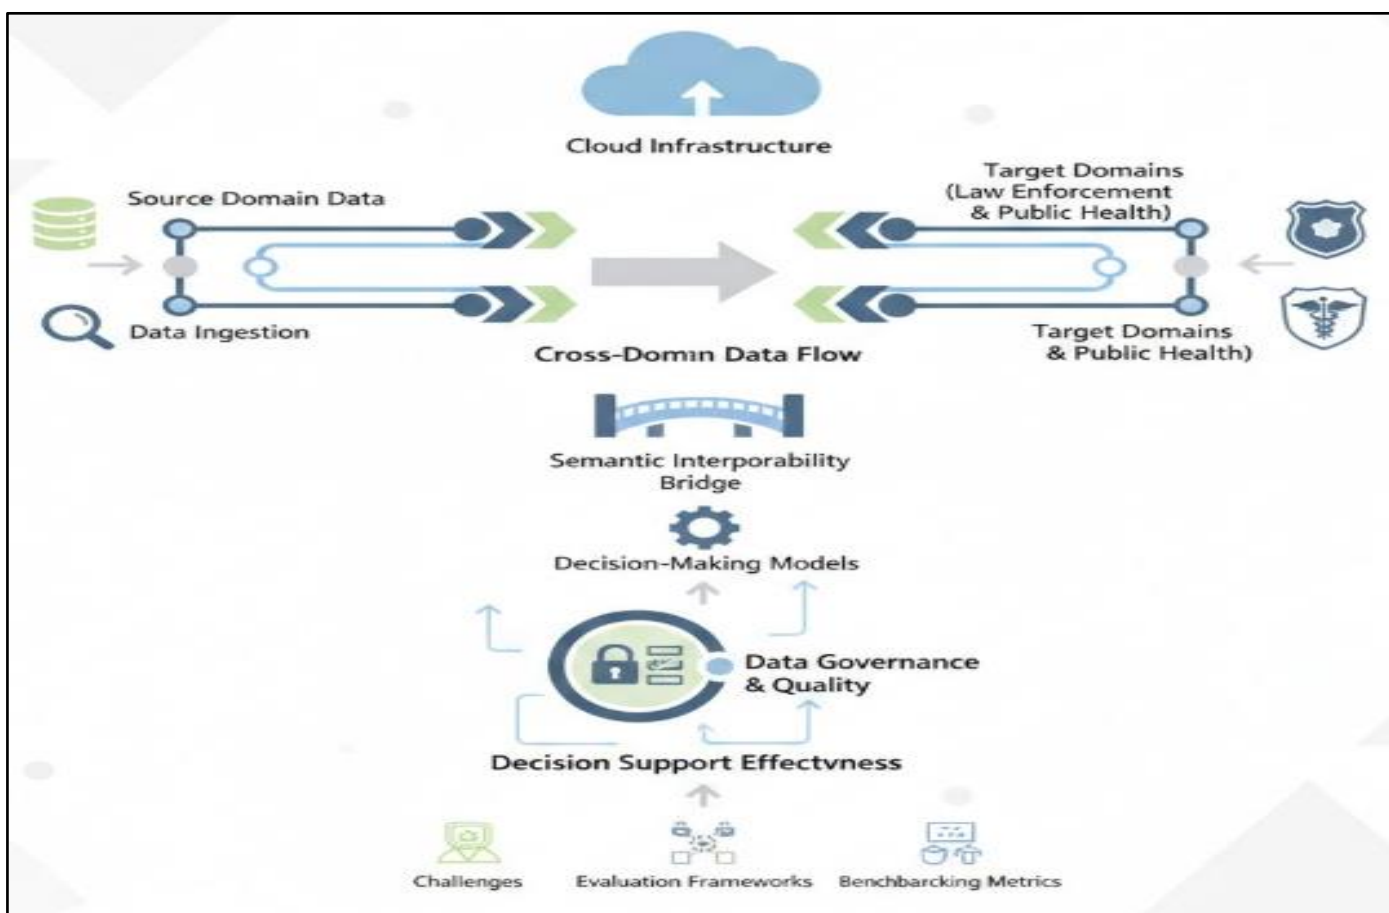 Cloud Infrastructure
Source Domain Data
Target Domains
(Law Enforcement
& Public Health)
Data Ingestion
Target Domains
& Public Health)
Cross-Domın Data Flow
Semantic Interporability
Bridge
Decision-Making Models
Data Governance
& Quality
Decision Support Effectvness
Challenges
Evaluation Frameworks
Benchbarcking Metrics